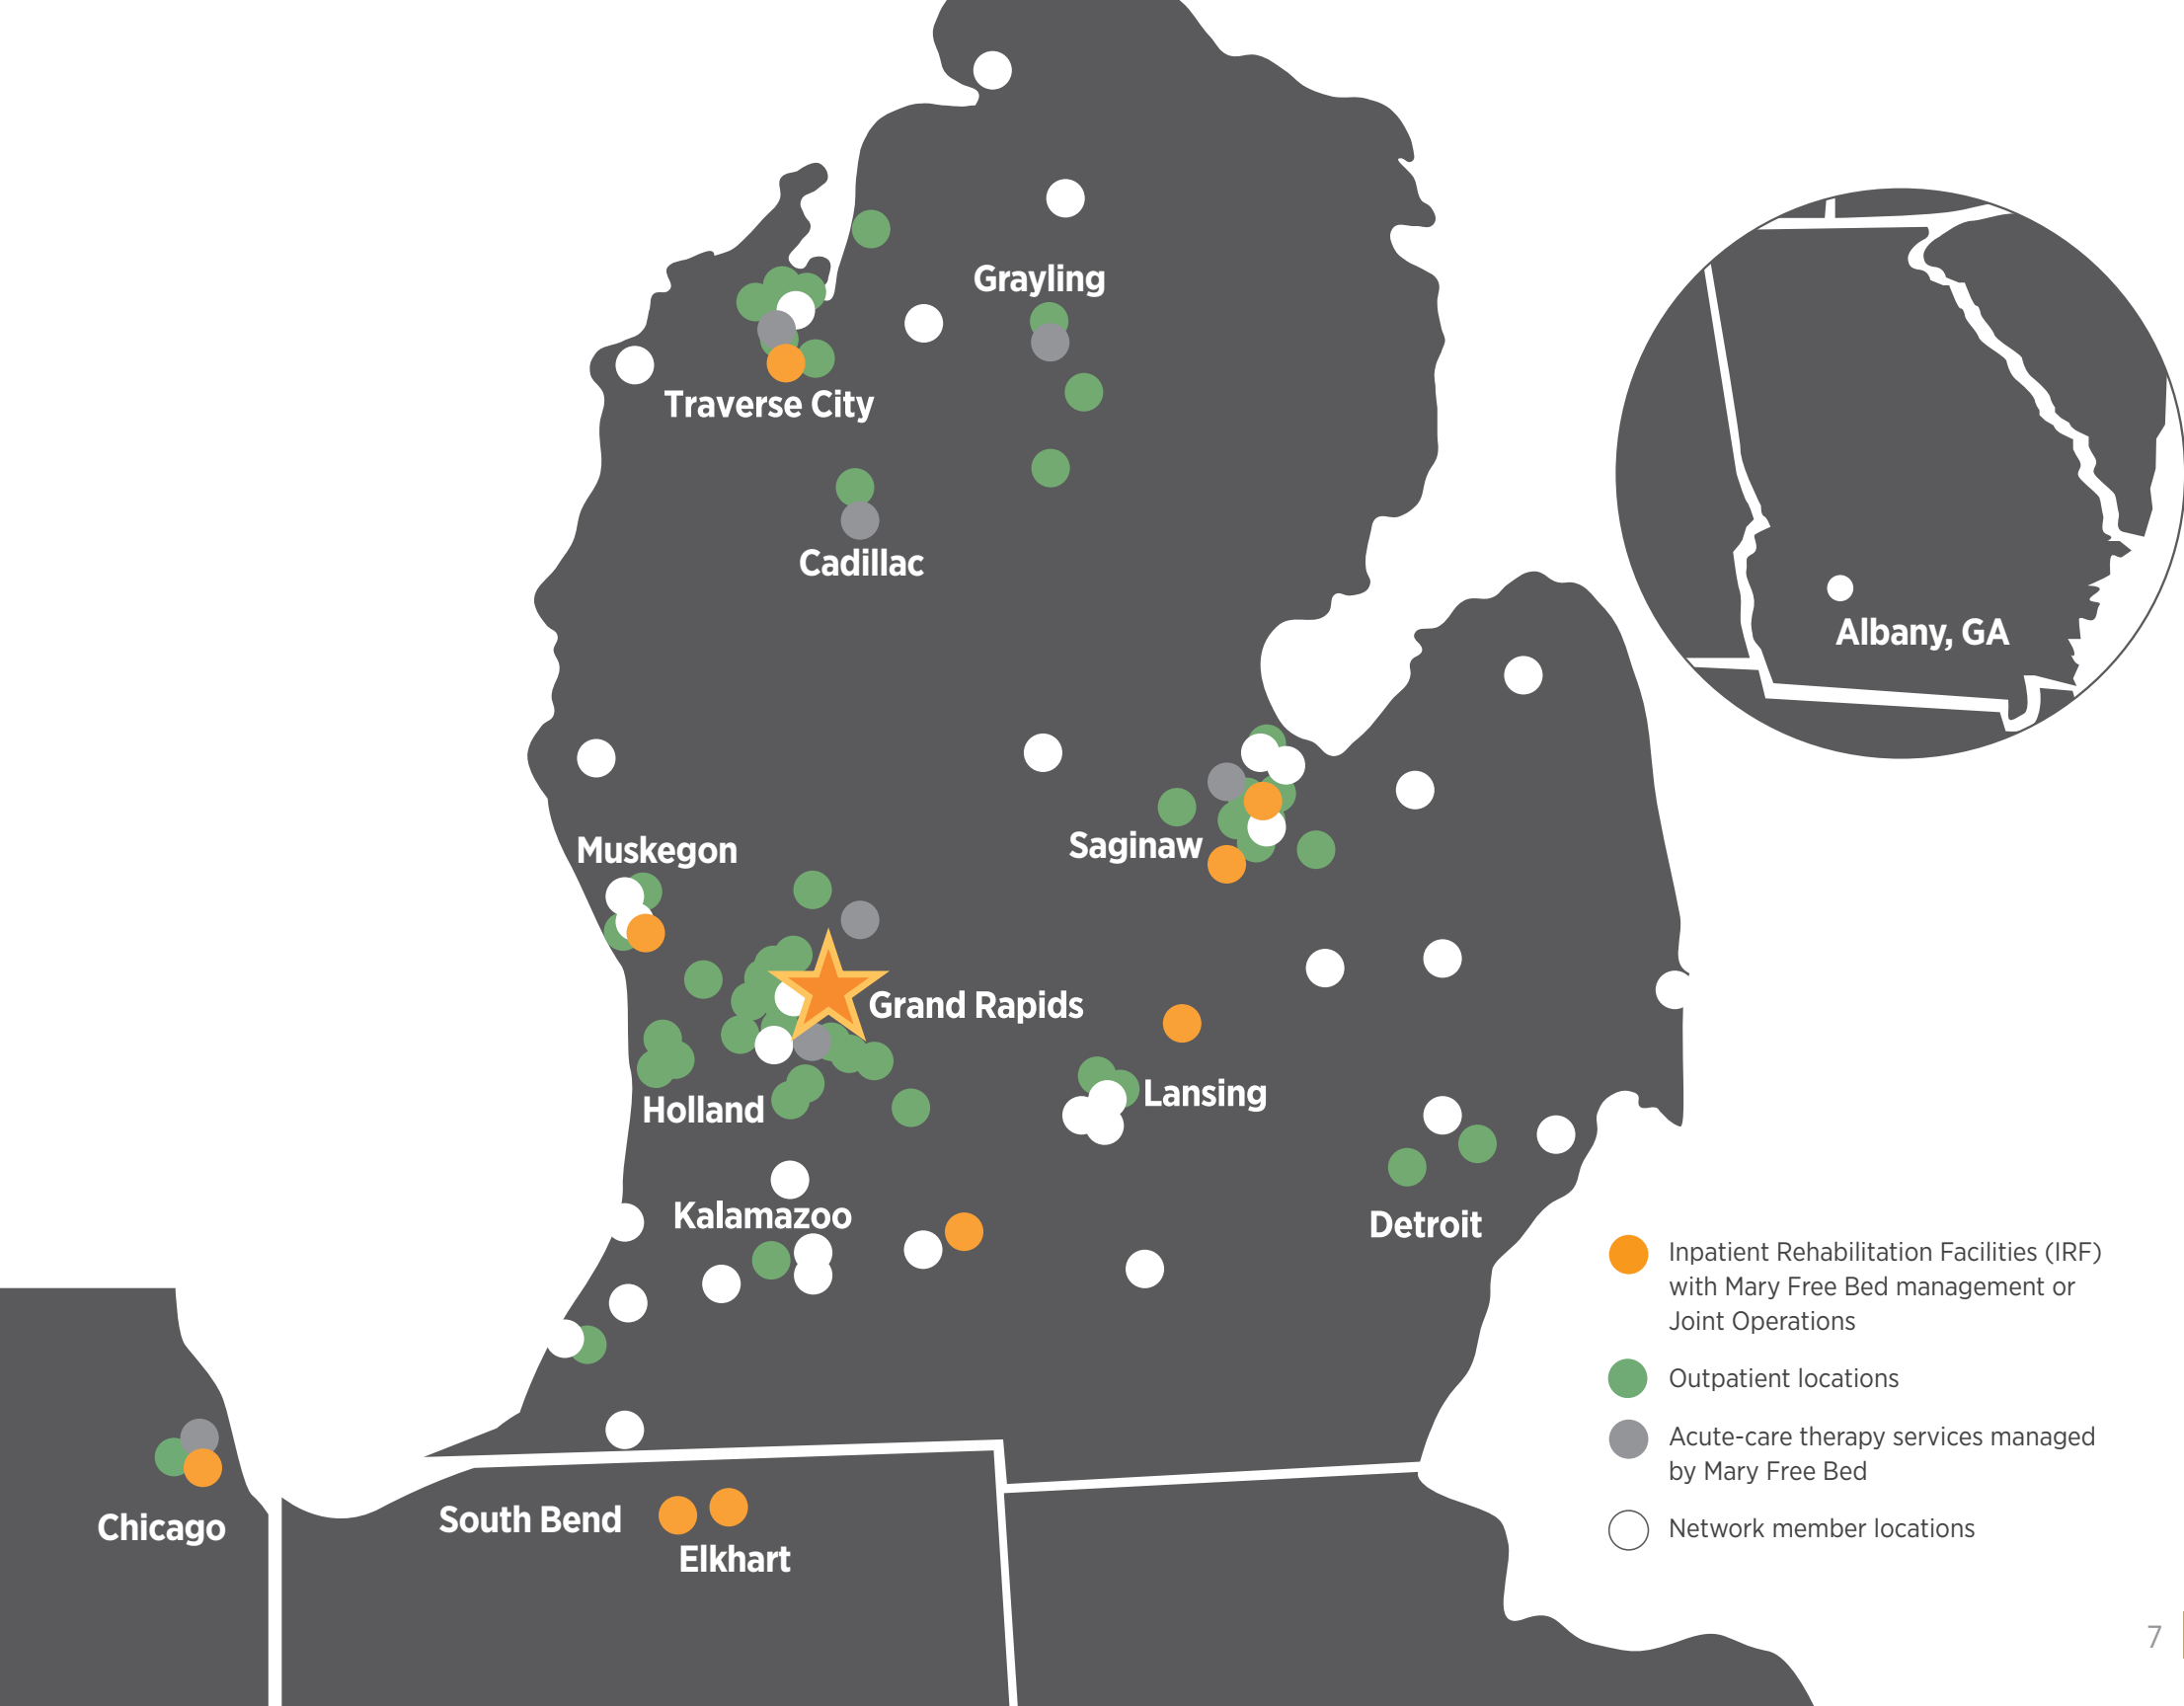 Grayling
Traverse City
Cadillac
Albany, GA
Muskegon
Saginaw
Grand Rapids
Lansing
Holland
Kalamazoo
Detroit
Inpatient Rehabilitation Facilities (IRF)
with Mary Free Bed management or
Joint Operations
Outpatient locations
Acute-care therapy services managed
by Mary Free Bed
Network member locations
Chicago
South Bend
Elkhart
7